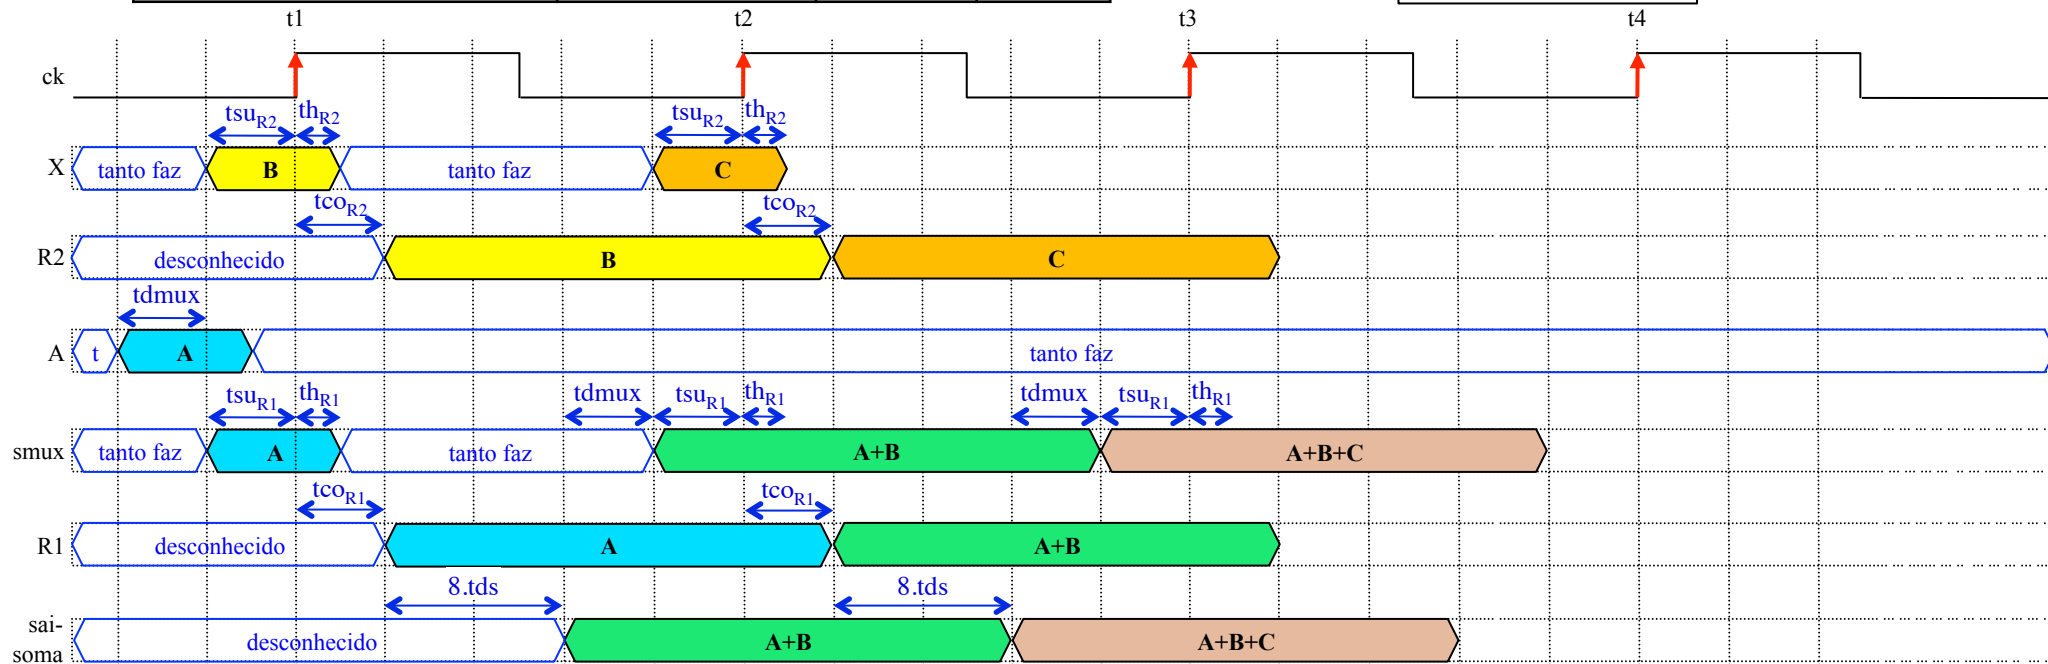 t1 t2 t3 t4
ck
tsuR2 thR2 tsuR2 thR2
X tanto faz B tanto faz C
tcoR2 tcoR2
R2 desconhecido B C
tdmux
A t A tanto faz
tsuR1 thR1 tdmux tsuR1 thR1 tdmux tsuR1 thR1
smux tanto faz A tanto faz A+B A+B+C
tcoR1 tcoR1
R1 desconhecido A A+B
8.tds 8.tds
sai-
soma desconhecido A+B A+B+C